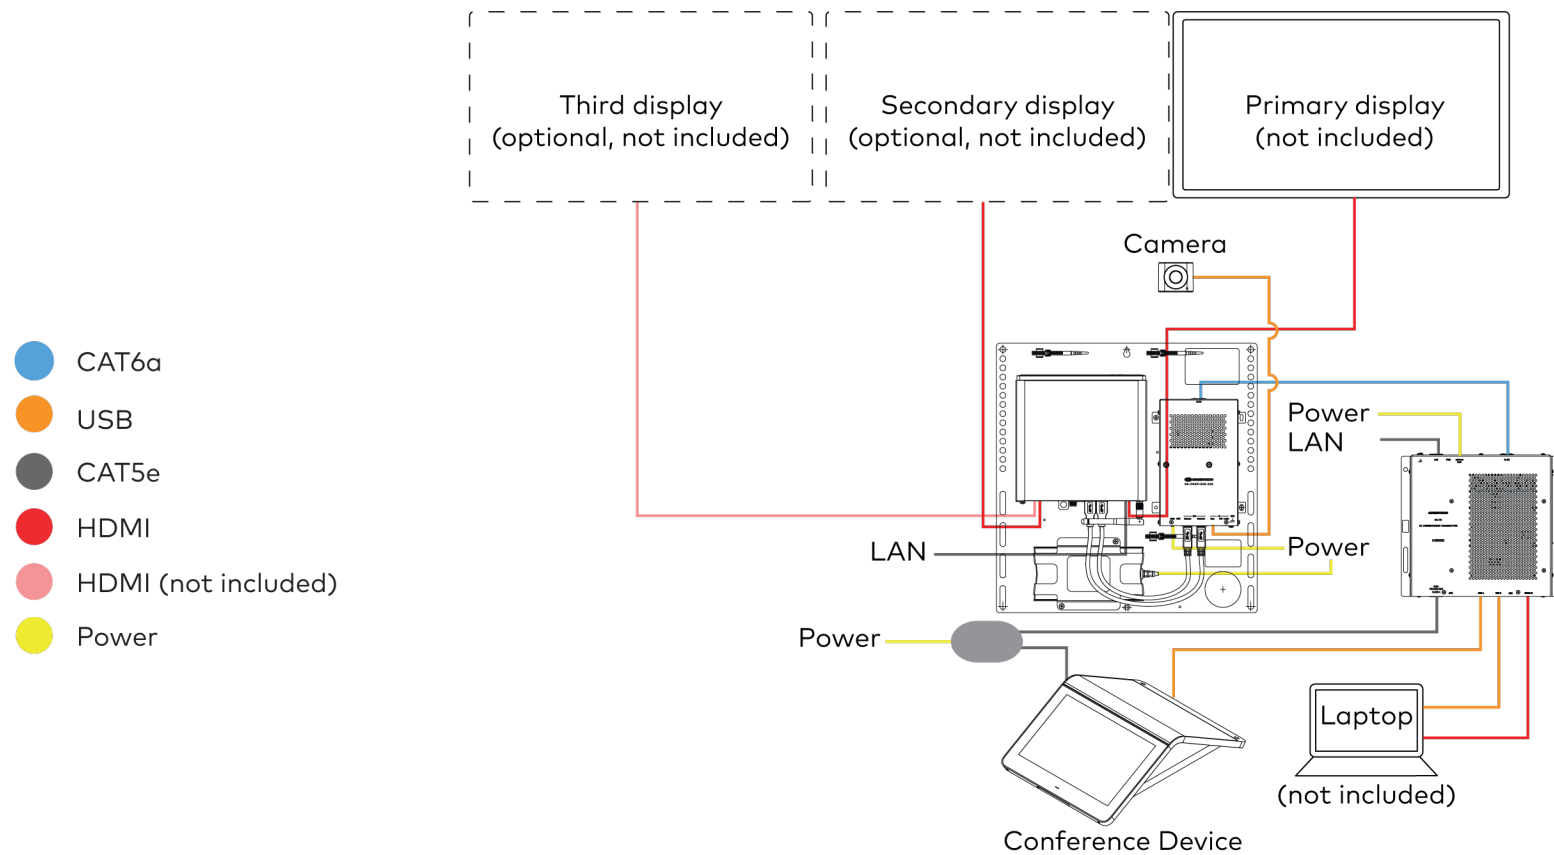 Third display
(optional, not included)
Secondary display
(optional, not included)
Primary display
(not included)
Camera
CAT6a
USB
CAT5e
HDMI
HDMI (not included)
Power
Power
LAN
LAN
Power
Power
Laptop
(not included)
Conference Device